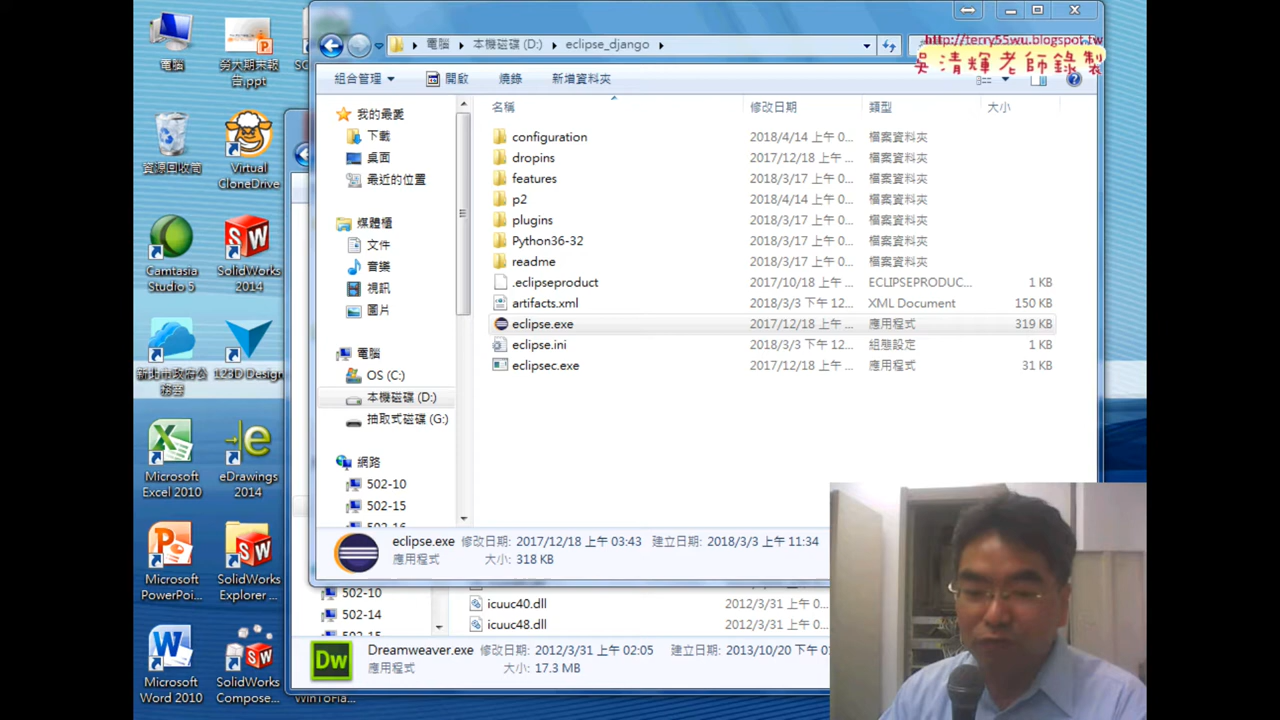 http://terry55wu.blogspot.tw
吳清輝老師錄製
電腦 ▸ 本機磁碟 (D:) ▸ eclipse_django ▸
組合管理 開啟 燒錄 新增資料夾
名稱 修改日期 類型 大小
我的最愛
下載
桌面
最近的位置
媒體櫃
文件
音樂
視訊
圖片
電腦
OS (C:)
本機磁碟 (D:)
抽取式磁碟 (G:)
網路
502-10
502-15
502-16
configuration 2018/4/14 上午 0... 檔案資料夾
dropins 2017/12/18 上午 ... 檔案資料夾
features 2018/3/17 上午 0... 檔案資料夾
p2 2018/4/14 上午 0... 檔案資料夾
plugins 2018/3/17 上午 0... 檔案資料夾
Python36-32 2018/3/17 上午 0... 檔案資料夾
readme 2018/3/17 上午 0... 檔案資料夾
.eclipseproduct 2017/10/18 上午 ... ECLIPSEPRODUC... 1 KB
artifacts.xml 2018/3/3 下午 12... XML Document 150 KB
eclipse.exe 2017/12/18 上午 ... 應用程式 319 KB
eclipse.ini 2018/3/3 下午 12... 組態設定 1 KB
eclipsec.exe 2017/12/18 上午 ... 應用程式 31 KB
eclipse.exe 修改日期: 2017/12/18 上午 03:43 建立日期: 2018/3/3 上午 11:34
應用程式 大小: 318 KB
502-10
502-14
502-15
icuuc40.dll 2012/3/31 上午 0...
icuuc48.dll 2012/3/31 上午 0...
Dw
Dreamweaver.exe 修改日期: 2012/3/31 上午 02:05 建立日期: 2013/10/20 下午 0
應用程式 大小: 17.3 MB
電腦
勞大期末報
告.ppt
資源回收筒
Virtual
CloneDrive
Camtasia
Studio 5
SolidWorks
2014
新北市政府公
務雲
123D Design
Microsoft
Excel 2010
eDrawings
2014
Microsoft
PowerPoi...
SolidWorks
Explorer ...
Microsoft
Word 2010
SolidWorks
Compose...
WinToFla...